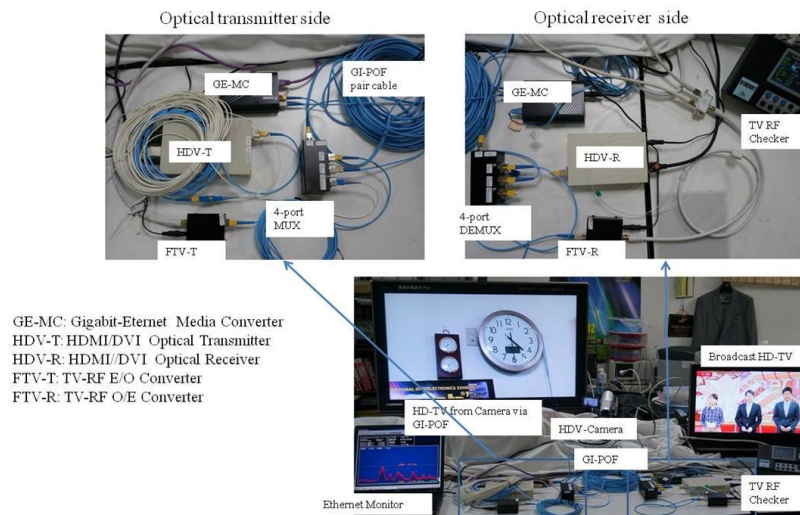 Optical transmitter side
Optical receiver side
GE-MC
GI-POF
pair cable
HDV-T
4-port
MUX
FTV-T
GE-MC
TV RF
Checker
HDV-R
4-port
DEMUX
FTV-R
GE-MC: Gigabit-Eternet Media Converter
HDV-T: HDMI/DVI Optical Transmitter
HDV-R: HDMI//DVI Optical Receiver
FTV-T: TV-RF E/O Converter
FTV-R: TV-RF O/E Converter
Broadcast HD-TV
HD-TV from Camera via
GI-POF
HDV-Camera
GI-POF
Ethernet Monitor
TV RF
Checker